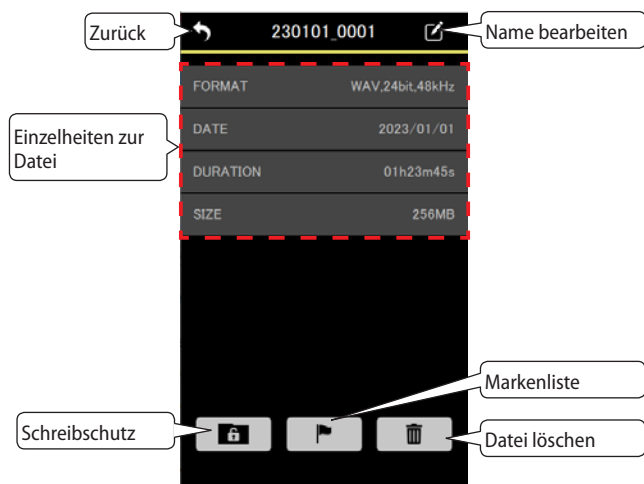 Zurück
230101_0001
Name bearbeiten
FORMAT WAV,24bit,48kHz
DATE 2023/01/01
Einzelheiten zur
Datei
DURATION 01h23m45s
SIZE 256MB
Markenliste
Schreibschutz
Datei löschen